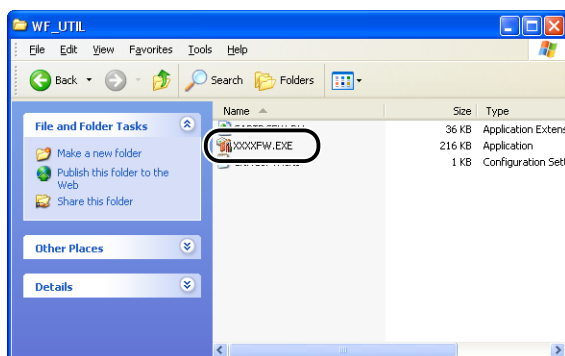 WF_UTIL
File Edit View Favorites Tools Help
Back Search Folders
Name Size Type
File and Folder Tasks
Make a new folder
Publish this folder to the
Web
Share this folder
Other Places
Details
36 KB Application Extens
XXXXFW.EXE 216 KB Application
1 KB Configuration Set